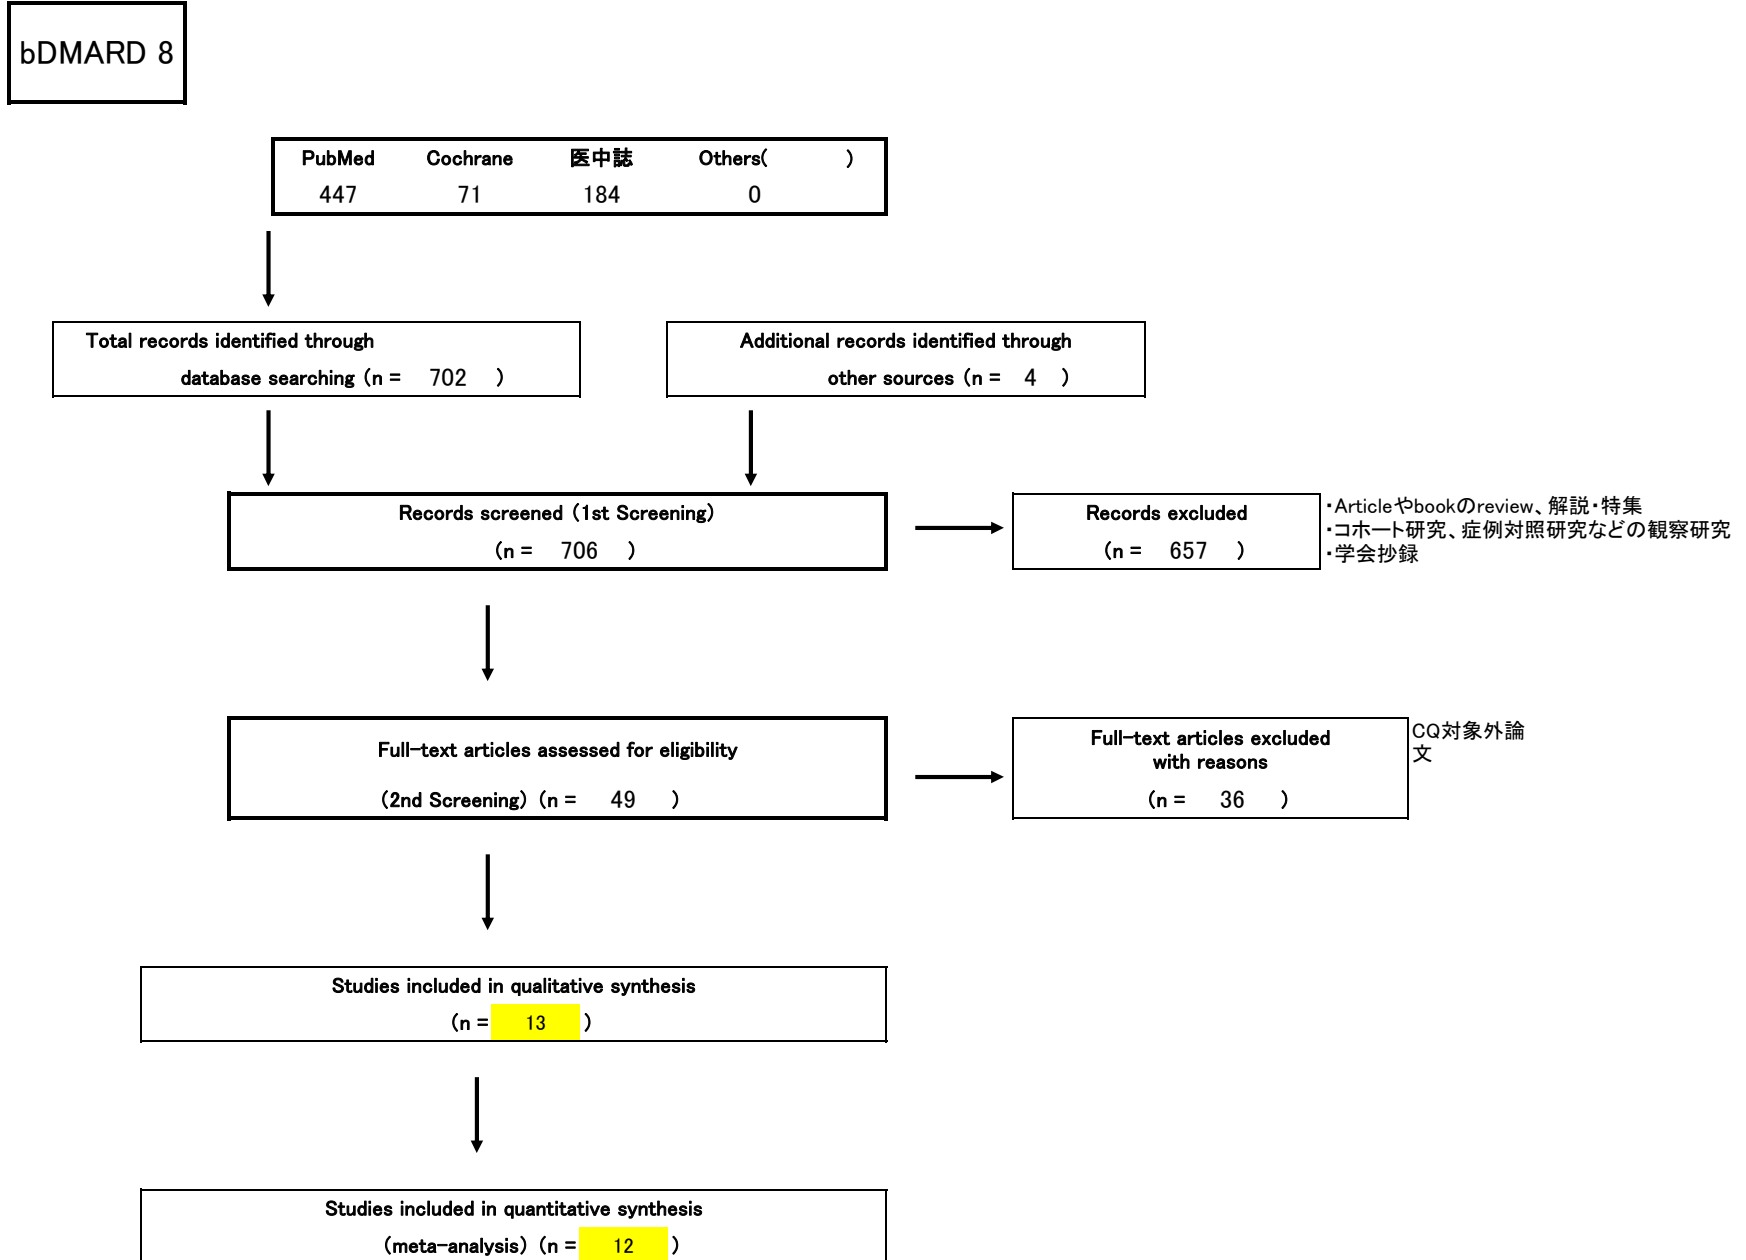 bDMARD 8
PubMed Cochrane 医中誌 Others( )
447 71 184 0
Total records identified through
database searching (n = 702 )
Additional records identified through
other sources (n = 4 )
Records screened (1st Screening)
(n = 706 )
Records excluded
(n = 657 )
・Articleやbookのreview、解説・特集
・コホート研究、症例対照研究などの観察研究
・学会抄録
Full-text articles assessed for eligibility
(2nd Screening) (n = 49 )
Full-text articles excluded
with reasons
(n = 36 )
CQ対象外論
文
Studies included in qualitative synthesis
(n = 13 )
Studies included in quantitative synthesis
(meta-analysis) (n = 12 )